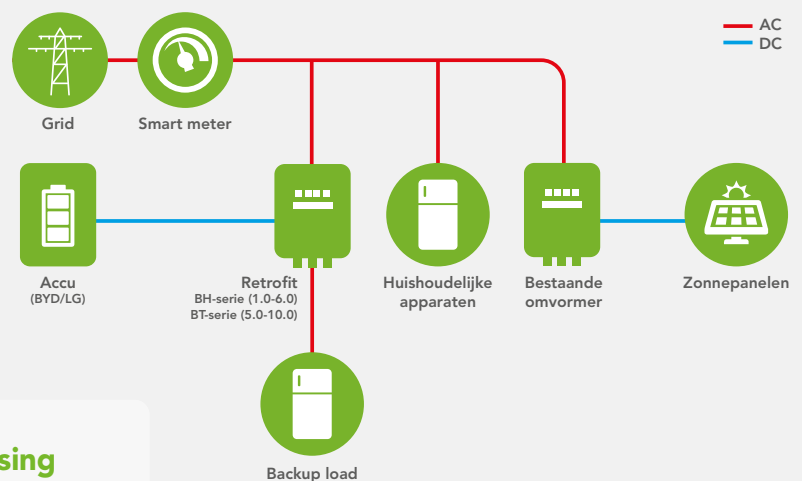 AC
DC
Grid
Smart meter
Accu
(BYD/LG)
Retrofit
BH-serie (1.0-6.0)
BT-serie (5.0-10.0)
Huishoudelijke
apparaten
Bestaande
omvormer
Zonnepanelen
Backup load
sing